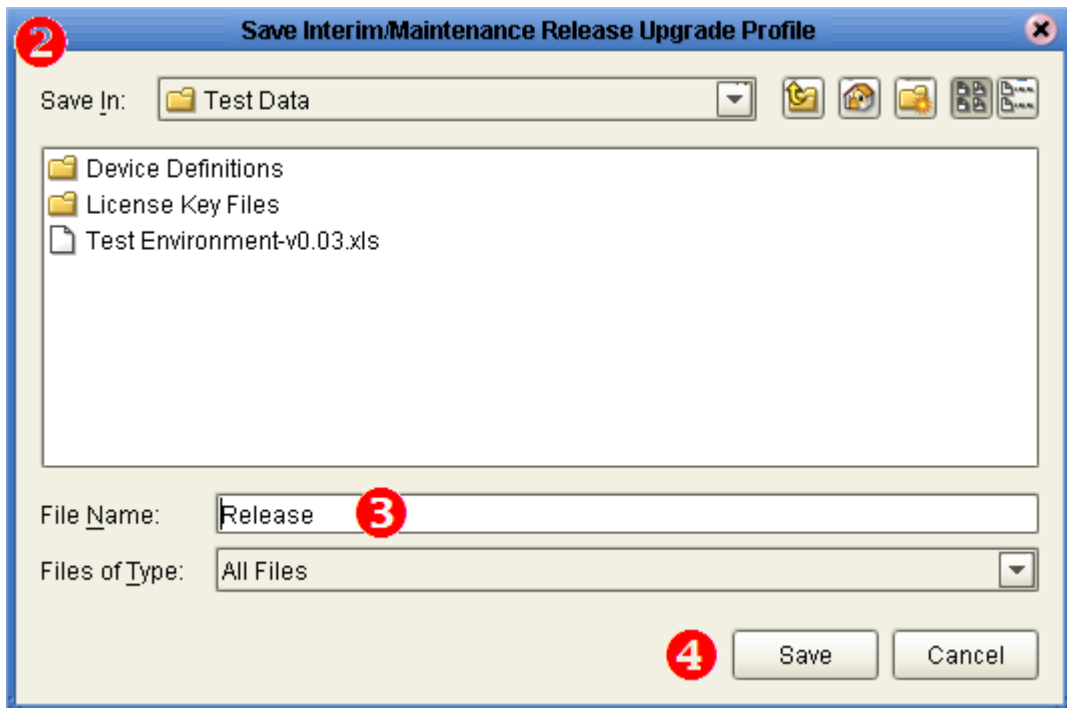 2
Save Interim/Maintenance Release Upgrade Profile
Save In:
Test Data
Device Definitions
License Key Files
Test Environment-v0.03.xls
File Name:
Release
3
Files of Type:
All Files
4
Save
Cancel